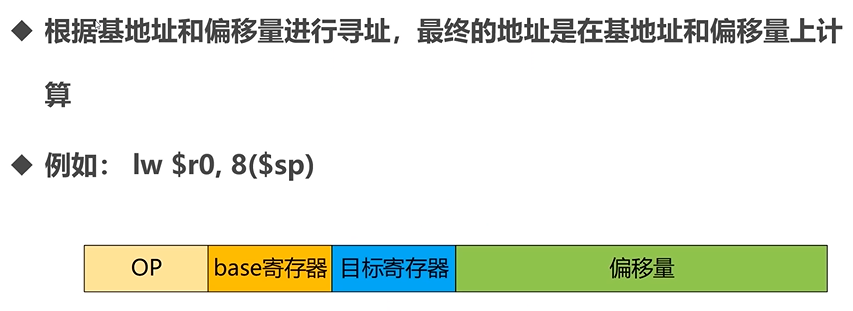 ◆ 根据基地址和偏移量进行寻址，最终的地址是在基地址和偏移量上计
算
◆ 例如： lw $r0, 8($sp)
OP base寄存器 目标寄存器 偏移量